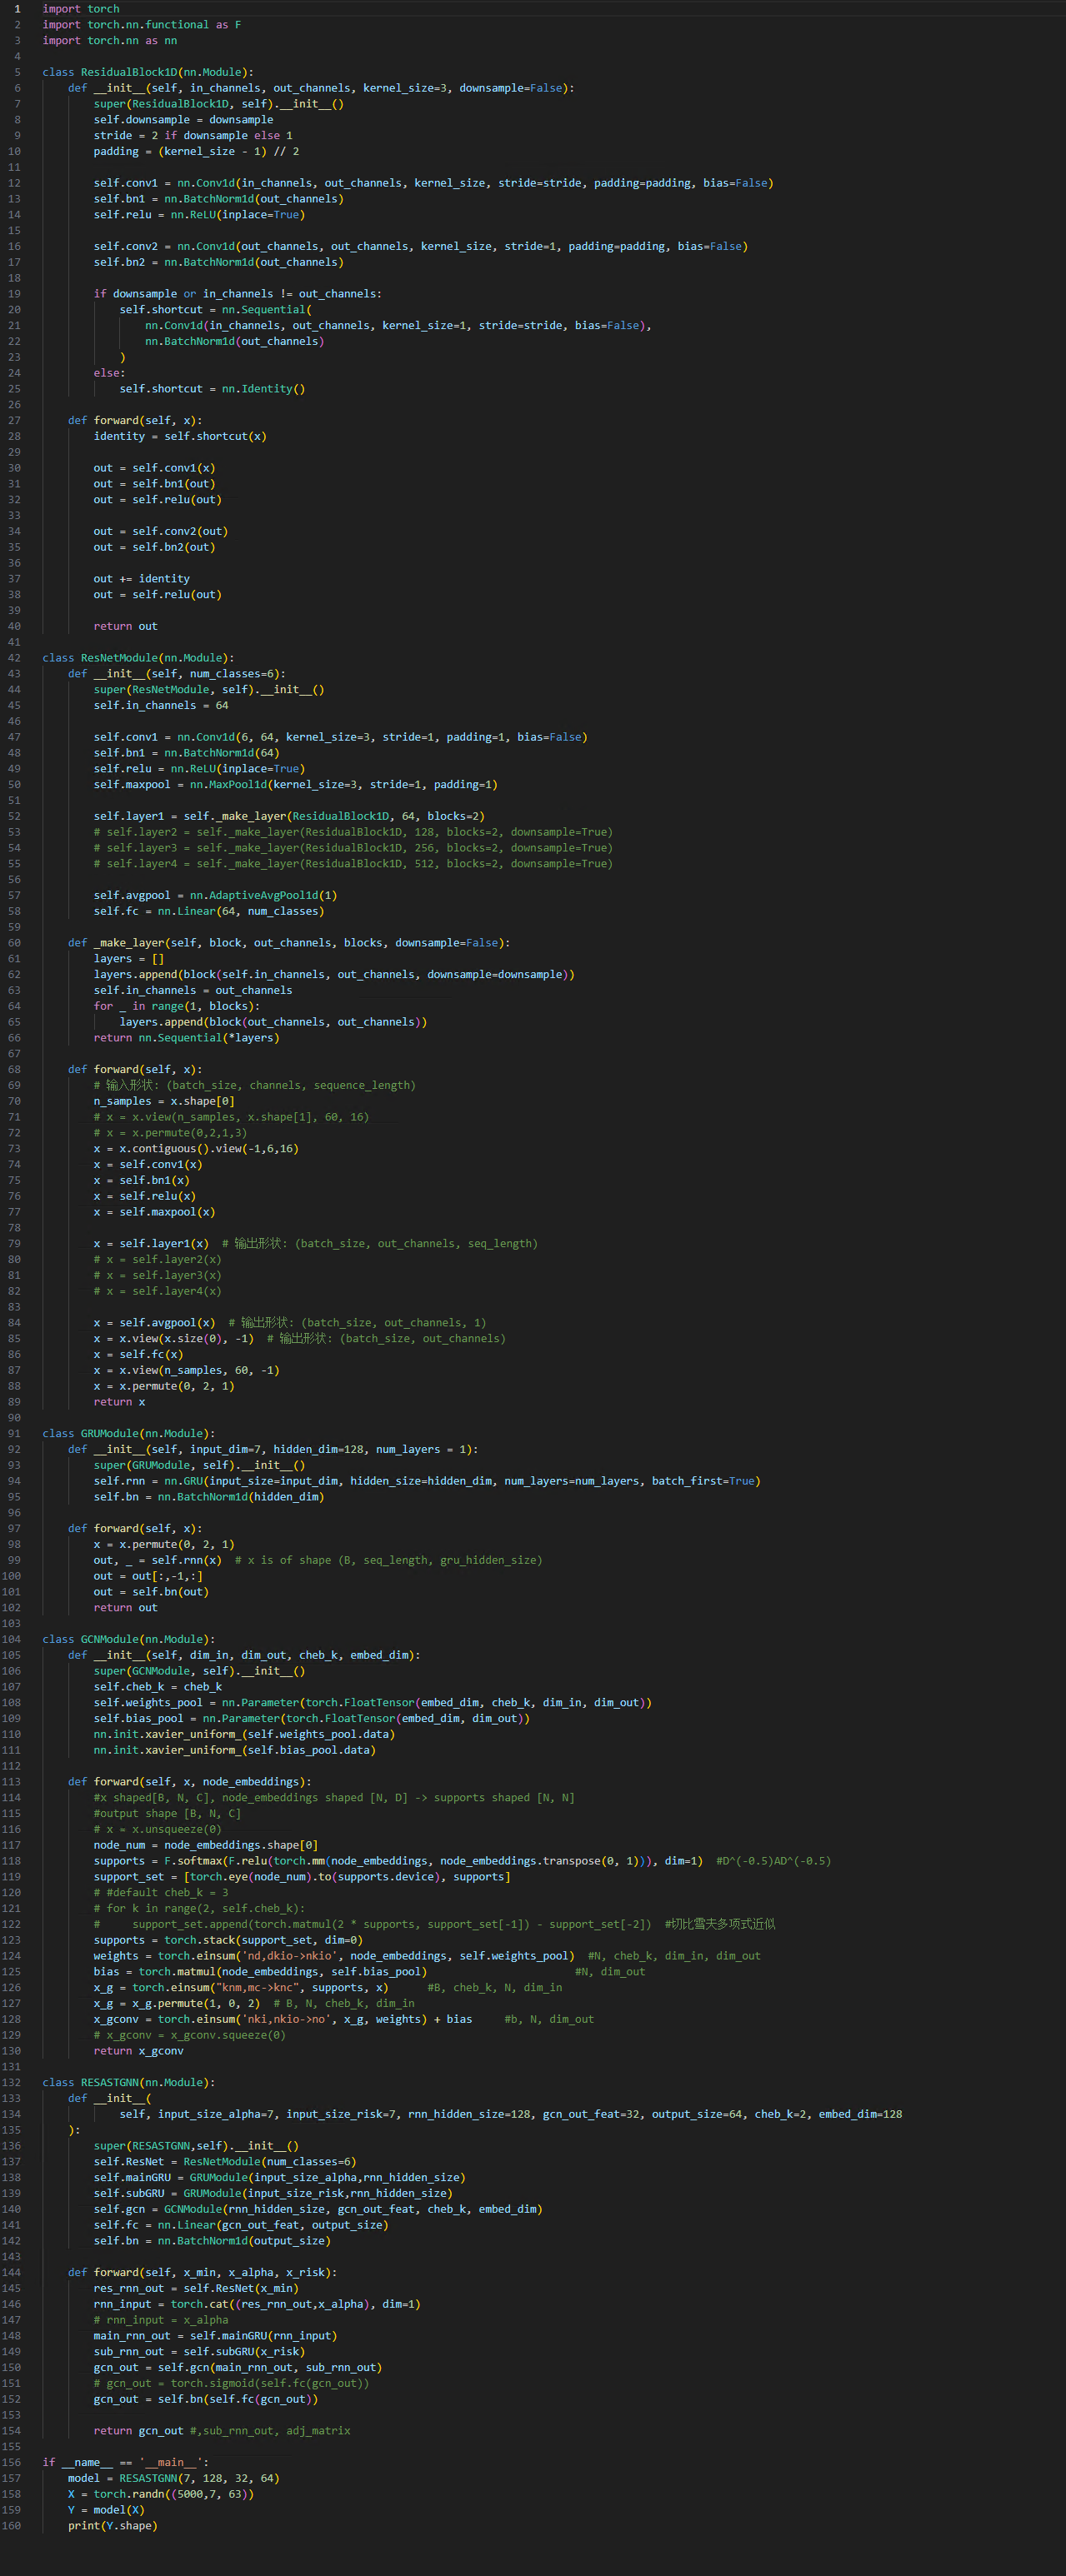 1 import torch
2 import torch.nn.functional as F
3 import torch.nn as nn
4
5 class ResidualBlock1D(nn.Module):
6     def __init__(self, in_channels, out_channels, kernel_size=3, downsample=False):
7         super(ResidualBlock1D, self).__init__()
8         self.downsample = downsample
9         stride = 2 if downsample else 1
10         padding = (kernel_size - 1) // 2
11
12         self.conv1 = nn.Conv1d(in_channels, out_channels, kernel_size, stride=stride, padding=padding, bias=False)
13         self.bn1 = nn.BatchNorm1d(out_channels)
14         self.relu = nn.ReLU(inplace=True)
15
16         self.conv2 = nn.Conv1d(out_channels, out_channels, kernel_size, stride=1, padding=padding, bias=False)
17         self.bn2 = nn.BatchNorm1d(out_channels)
18
19         if downsample or in_channels != out_channels:
20             self.shortcut = nn.Sequential(
21                 nn.Conv1d(in_channels, out_channels, kernel_size=1, stride=stride, bias=False),
22                 nn.BatchNorm1d(out_channels)
23             )
24         else:
25             self.shortcut = nn.Identity()
26
27     def forward(self, x):
28         identity = self.shortcut(x)
29
30         out = self.conv1(x)
31         out = self.bn1(out)
32         out = self.relu(out)
33
34         out = self.conv2(out)
35         out = self.bn2(out)
36
37         out += identity
38         out = self.relu(out)
39
40         return out
41
42 class ResNetModule(nn.Module):
43     def __init__(self, num_classes=6):
44         super(ResNetModule, self).__init__()
45         self.in_channels = 64
46
47         self.conv1 = nn.Conv1d(6, 64, kernel_size=3, stride=1, padding=1, bias=False)
48         self.bn1 = nn.BatchNorm1d(64)
49         self.relu = nn.ReLU(inplace=True)
50         self.maxpool = nn.MaxPool1d(kernel_size=3, stride=1, padding=1)
51
52         self.layer1 = self._make_layer(ResidualBlock1D, 64, blocks=2)
53         # self.layer2 = self._make_layer(ResidualBlock1D, 128, blocks=2, downsample=True)
54         # self.layer3 = self._make_layer(ResidualBlock1D, 256, blocks=2, downsample=True)
55         # self.layer4 = self._make_layer(ResidualBlock1D, 512, blocks=2, downsample=True)
56
57         self.avgpool = nn.AdaptiveAvgPool1d(1)
58         self.fc = nn.Linear(64, num_classes)
59
60     def _make_layer(self, block, out_channels, blocks, downsample=False):
61         layers = []
62         layers.append(block(self.in_channels, out_channels, downsample=downsample))
63         self.in_channels = out_channels
64         for _ in range(1, blocks):
65             layers.append(block(out_channels, out_channels))
66         return nn.Sequential(*layers)
67
68     def forward(self, x):
69         # 输入形状: (batch_size, channels, sequence_length)
70         n_samples = x.shape[0]
71         # x = x.view(n_samples, x.shape[1], 60, 16)
72         # x = x.permute(0,2,1,3)
73         x = x.contiguous().view(-1,6,16)
74         x = self.conv1(x)
75         x = self.bn1(x)
76         x = self.relu(x)
77         x = self.maxpool(x)
78
79         x = self.layer1(x)  # 输出形状: (batch_size, out_channels, seq_length)
80         # x = self.layer2(x)
81         # x = self.layer3(x)
82         # x = self.layer4(x)
83
84         x = self.avgpool(x)  # 输出形状: (batch_size, out_channels, 1)
85         x = x.view(x.size(0), -1)  # 输出形状: (batch_size, out_channels)
86         x = self.fc(x)
87         x = x.view(n_samples, 60, -1)
88         x = x.permute(0, 2, 1)
89         return x
90
91 class GRUModule(nn.Module):
92     def __init__(self, input_dim=7, hidden_dim=128, num_layers = 1):
93         super(GRUModule, self).__init__()
94         self.rnn = nn.GRU(input_size=input_dim, hidden_size=hidden_dim, num_layers=num_layers, batch_first=True)
95         self.bn = nn.BatchNorm1d(hidden_dim)
96
97     def forward(self, x):
98         x = x.permute(0, 2, 1)
99         out, _ = self.rnn(x)  # x is of shape (B, seq_length, gru_hidden_size)
100         out = out[:,-1,:]
101         out = self.bn(out)
102         return out
103
104 class GCNModule(nn.Module):
105     def __init__(self, dim_in, dim_out, cheb_k, embed_dim):
106         super(GCNModule, self).__init__()
107         self.cheb_k = cheb_k
108         self.weights_pool = nn.Parameter(torch.FloatTensor(embed_dim, cheb_k, dim_in, dim_out))
109         self.bias_pool = nn.Parameter(torch.FloatTensor(embed_dim, dim_out))
110         nn.init.xavier_uniform_(self.weights_pool.data)
111         nn.init.xavier_uniform_(self.bias_pool.data)
112
113     def forward(self, x, node_embeddings):
114         #x shaped[B, N, C], node_embeddings shaped [N, D] -> supports shaped [N, N]
115         #output shape [B, N, C]
116         # x = x.unsqueeze(0)
117         node_num = node_embeddings.shape[0]
118         supports = F.softmax(F.relu(torch.mm(node_embeddings, node_embeddings.transpose(0, 1))), dim=1)  #D^(-0.5)AD^(-0.5)
119         support_set = [torch.eye(node_num).to(supports.device), supports]
120         # #default cheb_k = 3
121         # for k in range(2, self.cheb_k):
122         #     support_set.append(torch.matmul(2 * supports, support_set[-1]) - support_set[-2])  #切比雪夫多项式近似
123         supports = torch.stack(support_set, dim=0)
124         weights = torch.einsum('nd,dkio->nkio', node_embeddings, self.weights_pool)  #N, cheb_k, dim_in, dim_out
125         bias = torch.matmul(node_embeddings, self.bias_pool)                       #N, dim_out
126         x_g = torch.einsum("knm,mc->knc", supports, x)      #B, cheb_k, N, dim_in
127         x_g = x_g.permute(1, 0, 2)  # B, N, cheb_k, dim_in
128         x_gconv = torch.einsum('nki,nkio->no', x_g, weights) + bias     #b, N, dim_out
129         # x_gconv = x_gconv.squeeze(0)
130         return x_gconv
131
132 class RESASTGNN(nn.Module):
133     def __init__(
134             self, input_size_alpha=7, input_size_risk=7, rnn_hidden_size=128, gcn_out_feat=32, output_size=64, cheb_k=2, embed_dim=128
135     ):
136         super(RESASTGNN,self).__init__()
137         self.ResNet = ResNetModule(num_classes=6)
138         self.mainGRU = GRUModule(input_size_alpha,rnn_hidden_size)
139         self.subGRU = GRUModule(input_size_risk,rnn_hidden_size)
140         self.gcn = GCNModule(rnn_hidden_size, gcn_out_feat, cheb_k, embed_dim)
141         self.fc = nn.Linear(gcn_out_feat, output_size)
142         self.bn = nn.BatchNorm1d(output_size)
143
144     def forward(self, x_min, x_alpha, x_risk):
145         res_rnn_out = self.ResNet(x_min)
146         rnn_input = torch.cat((res_rnn_out,x_alpha), dim=1)
147         # rnn_input = x_alpha
148         main_rnn_out = self.mainGRU(rnn_input)
149         sub_rnn_out = self.subGRU(x_risk)
150         gcn_out = self.gcn(main_rnn_out, sub_rnn_out)
151         # gcn_out = torch.sigmoid(self.fc(gcn_out))
152         gcn_out = self.bn(self.fc(gcn_out))
153
154         return gcn_out #,sub_rnn_out, adj_matrix
155
156 if __name__ == '__main__':
157     model = RESASTGNN(7, 128, 32, 64)
158     X = torch.randn((5000,7, 63))
159     Y = model(X)
160     print(Y.shape)